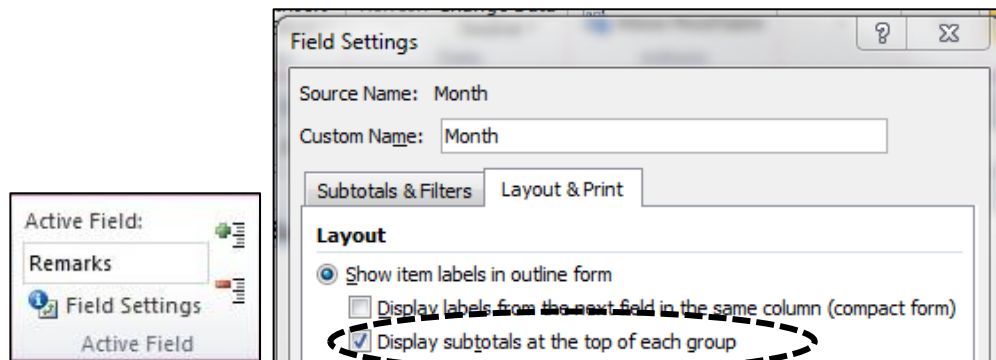 Active Field:
Remarks
Field Settings
Active Field
Field Settings
Source Name: Month
Custom Name: Month
Subtotals & Filters Layout & Print
Layout
Show item labels in outline form
Display labels from the next field in the same column (compact form)
Display subtotals at the top of each group